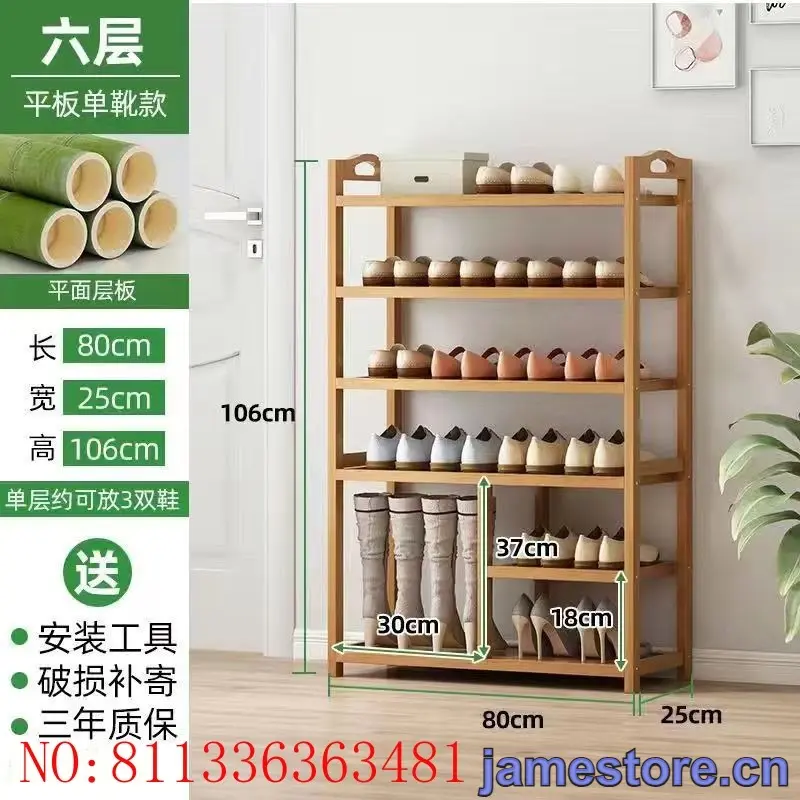 六层
平板单靴款
平面层板
长 80cm
宽 25cm
高 106cm
单层约可放3双鞋
送
安装工具
破损补寄
三年质保
106cm
37cm
30cm
18cm
80cm
25cm
NO:811336363481
jamestore.cn